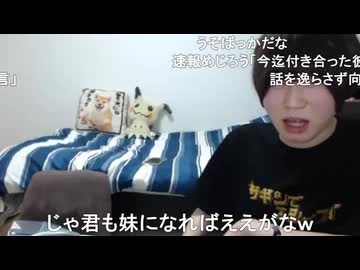 うそばっかだな
速報めじろう「今迄付き合った彼
言」
話を逸らさず向
じゃ君も妹になればええがなw